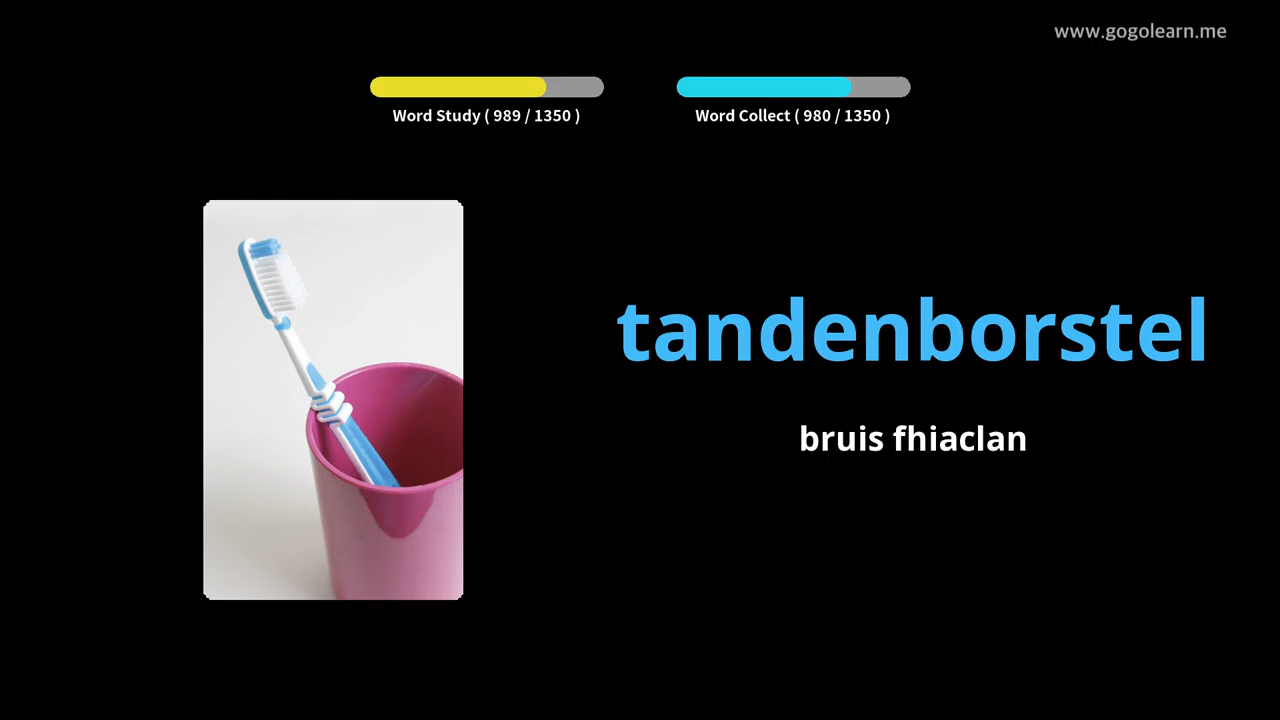 www.gogolearn.me
Word Study ( 989 / 1350 )
Word Collect ( 980 / 1350 )
tandenborstel
bruis fhiaclan